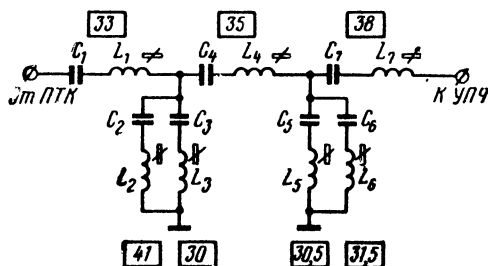 33 35 38
C₁ L₁ C₄ L₄ C₇ L₇
От ПТК К УПЧ
C₂ C₃ C₅ C₆
L₂ L₃ L₅ L₆
41 30 30,5 31,5